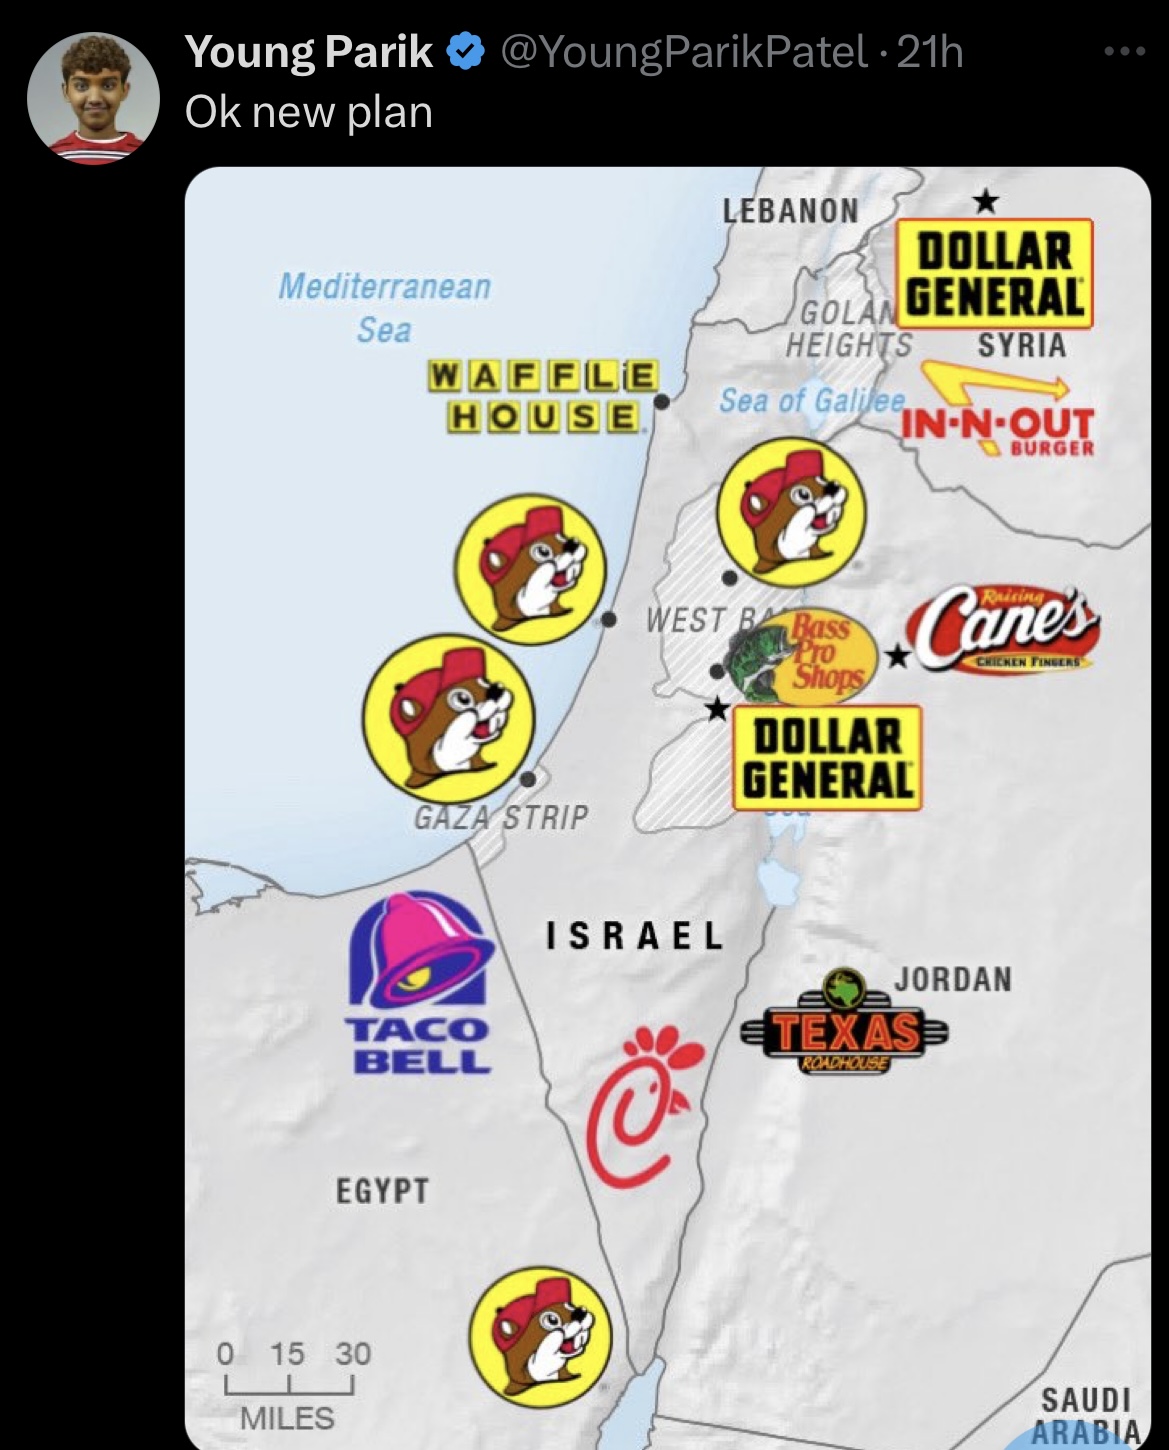 Young Parik @YoungParikPatel · 21h
Ok new plan
LEBANON
DOLLAR
GENERAL
Mediterranean
Sea
GOLAN
HEIGHTS
SYRIA
WAFFLE
HOUSE
Sea of Galilee
IN-N-OUT
BURGER
WEST BA
Bass
Pro
Shops
Raising
Cane's
CHICKEN FINGERS
DOLLAR
GENERAL
Sea
GAZA STRIP
ISRAEL
TACO
BELL
JORDAN
TEXAS
ROADHOUSE
EGYPT
0 15 30
MILES
SAUDI
ARABIA